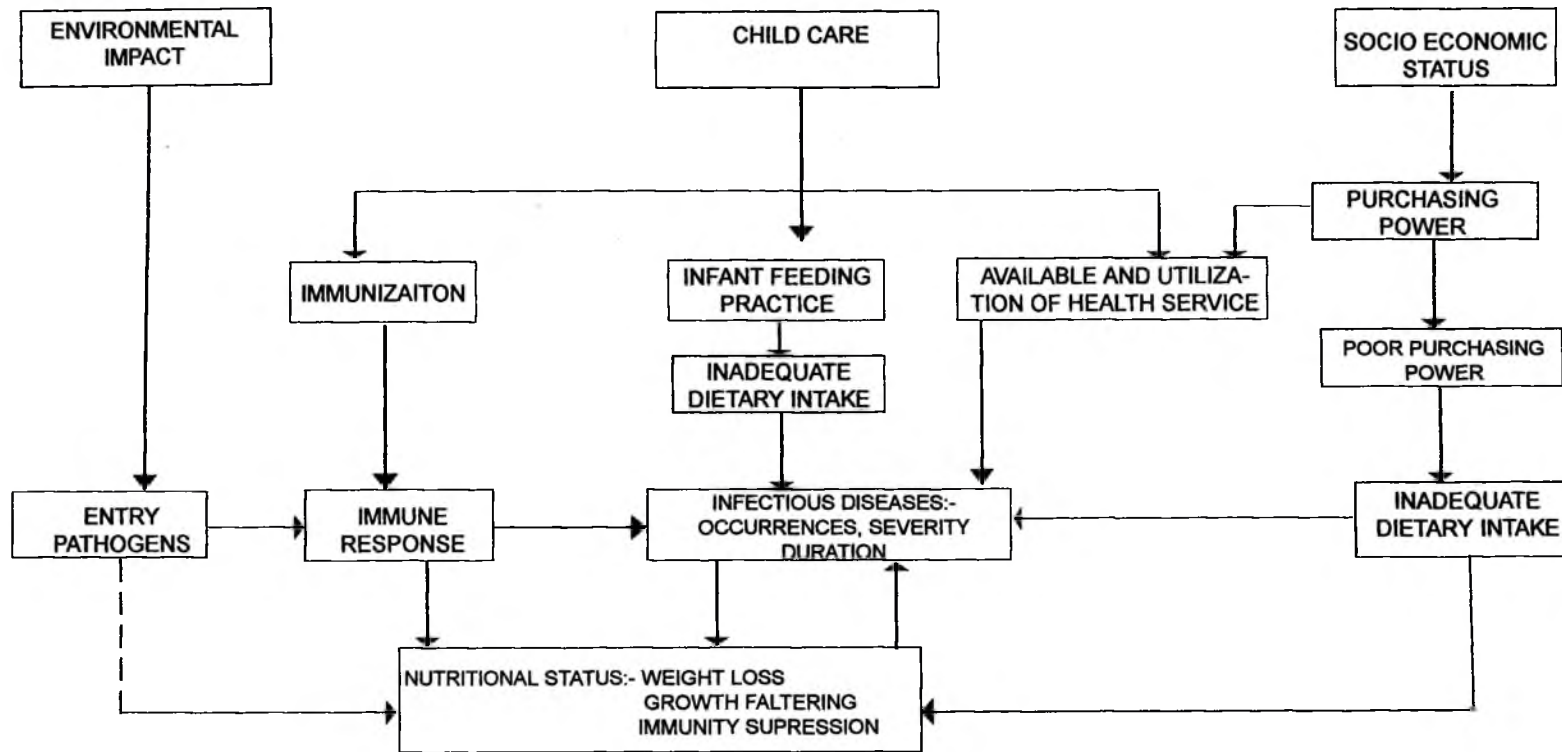 ENVIRONMENTAL
IMPACT
CHILD CARE
SOCIO ECONOMIC
STATUS
PURCHASING
POWER
IMMUNIZAITON
INFANT FEEDING
PRACTICE
AVAILABLE AND UTILIZA-
TION OF HEALTH SERVICE
POOR PURCHASING
POWER
INADEQUATE
DIETARY INTAKE
ENTRY
PATHOGENS
IMMUNE
RESPONSE
INFECTIOUS DISEASES:-
OCCURRENCES, SEVERITY
DURATION
INADEQUATE
DIETARY INTAKE
NUTRITIONAL STATUS:- WEIGHT LOSS
GROWTH FALTERING
IMMUNITY SUPRESSION